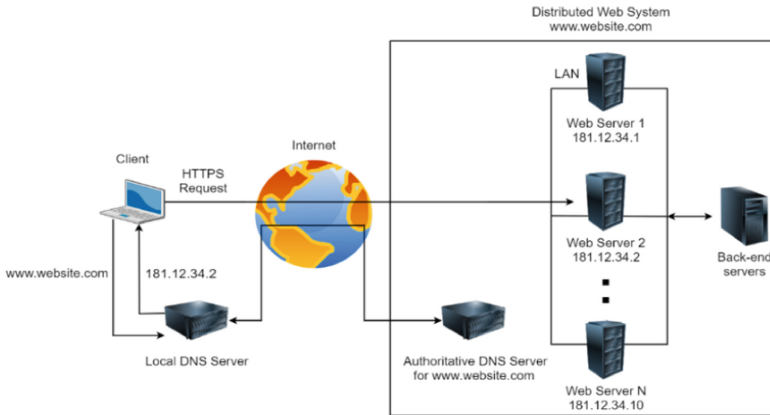 Distributed Web System
www.website.com
LAN
Web Server 1
181.12.34.1
Internet
Client
HTTPS
Request
Web Server 2
181.12.34.2
Back-end
servers
www.website.com
181.12.34.2
Local DNS Server
Authoritative DNS Server
for www.website.com
Web Server N
181.12.34.10